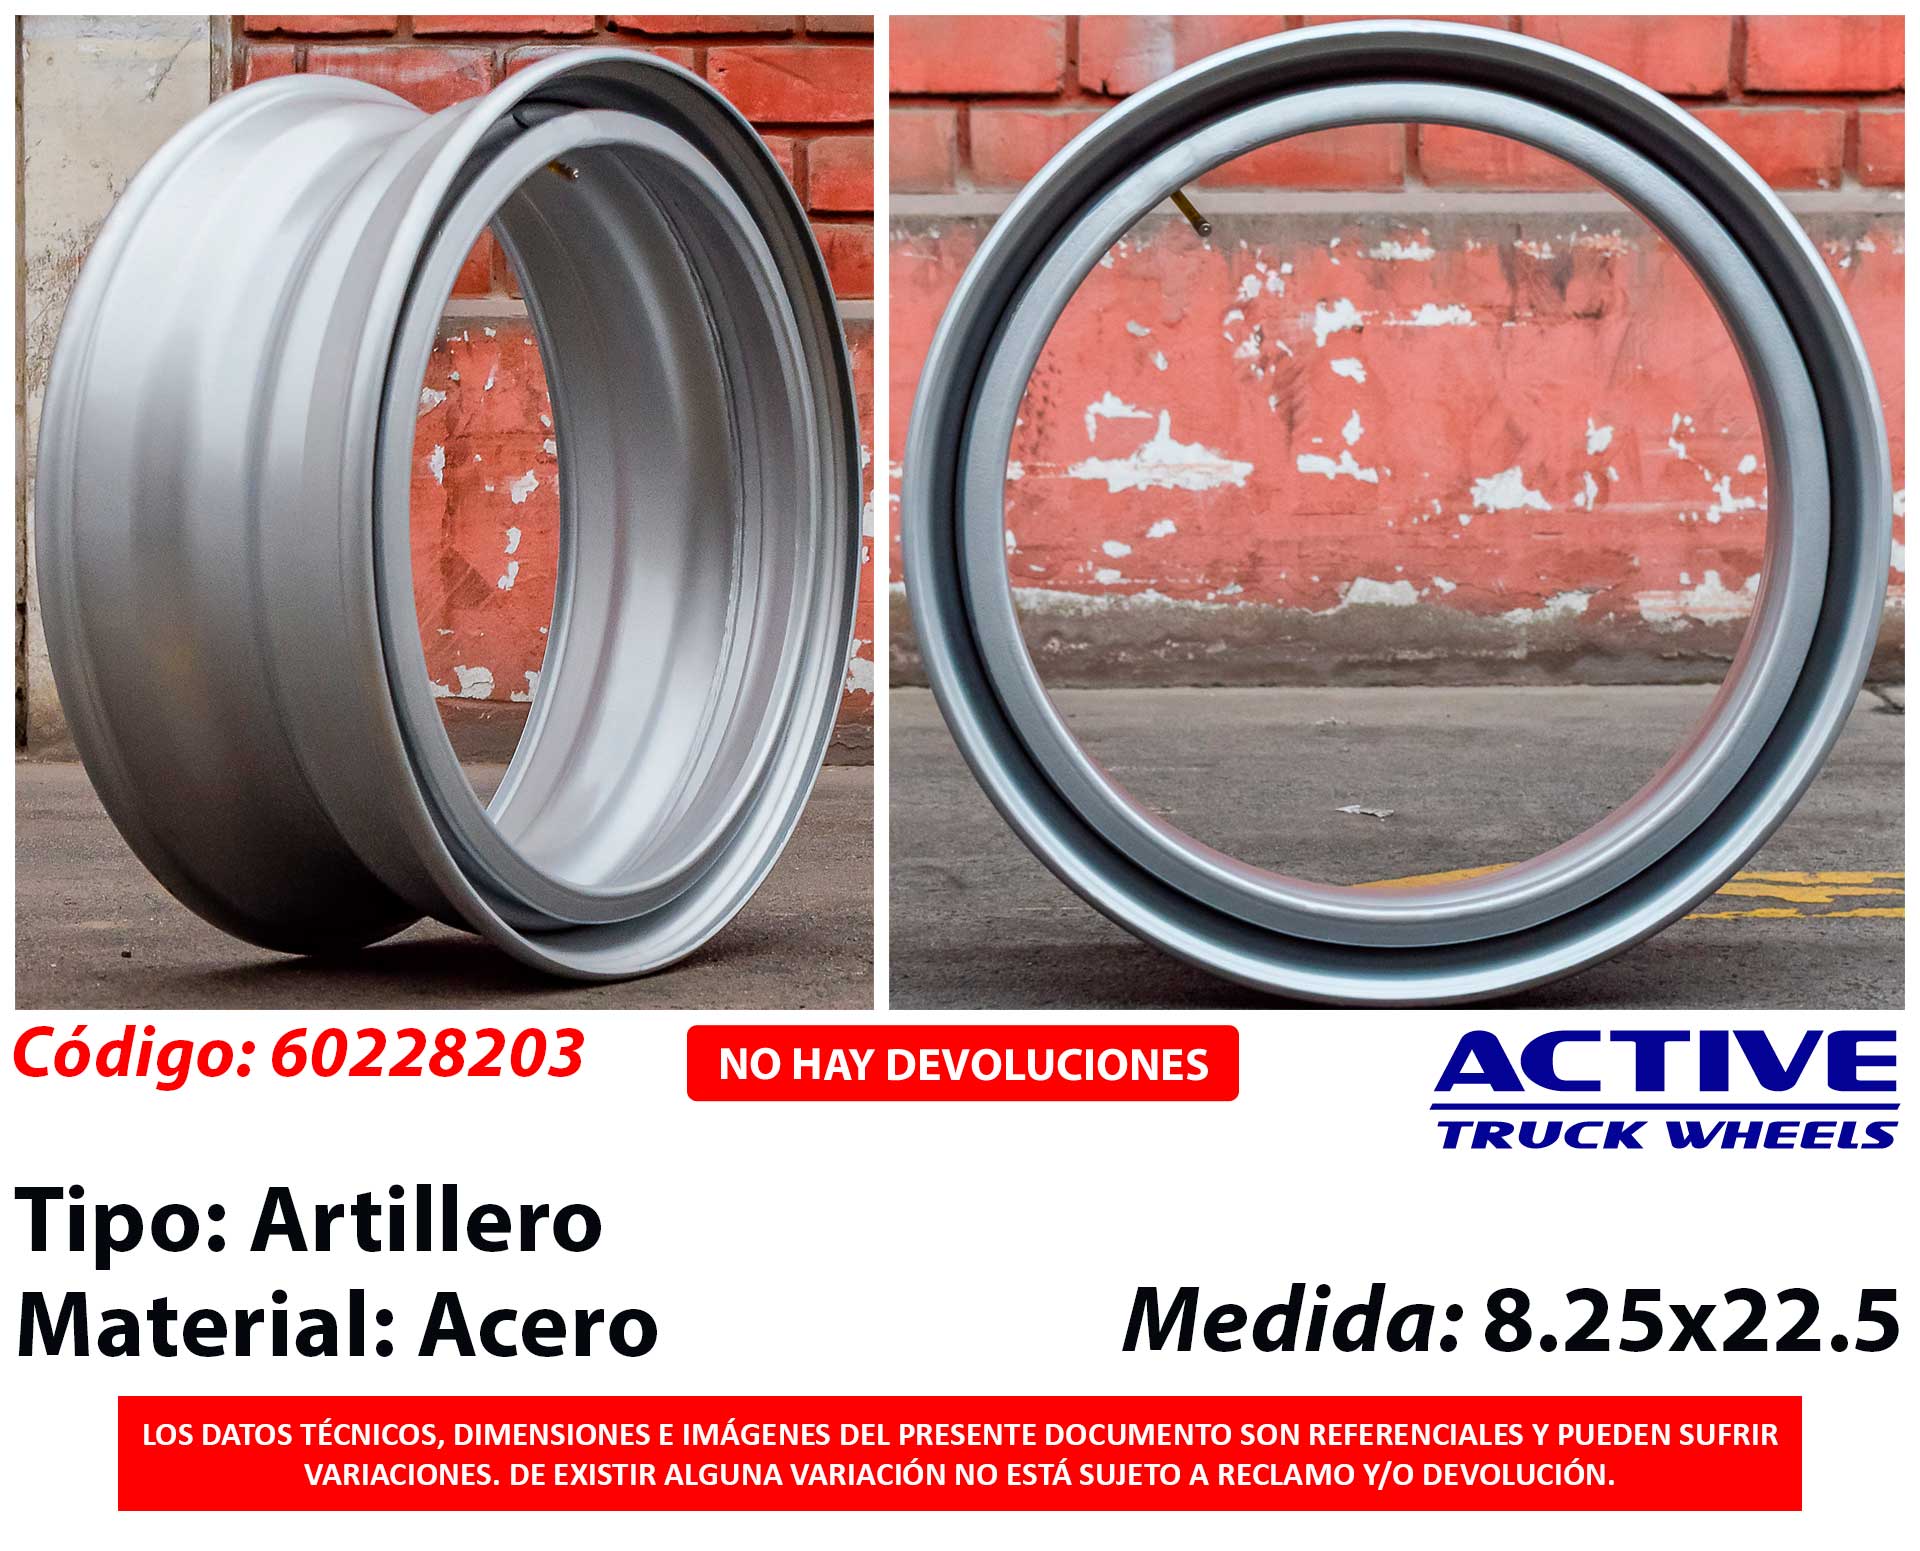 Código: 60228203
NO HAY DEVOLUCIONES
ACTIVE
TRUCK WHEELS
Tipo: Artillero
Material: Acero
Medida: 8.25x22.5
LOS DATOS TÉCNICOS, DIMENSIONES E IMÁGENES DEL PRESENTE DOCUMENTO SON REFERENCIALES Y PUEDEN SUFRIR
VARIACIONES. DE EXISTIR ALGUNA VARIACIÓN NO ESTÁ SUJETO A RECLAMO Y/O DEVOLUCIÓN.